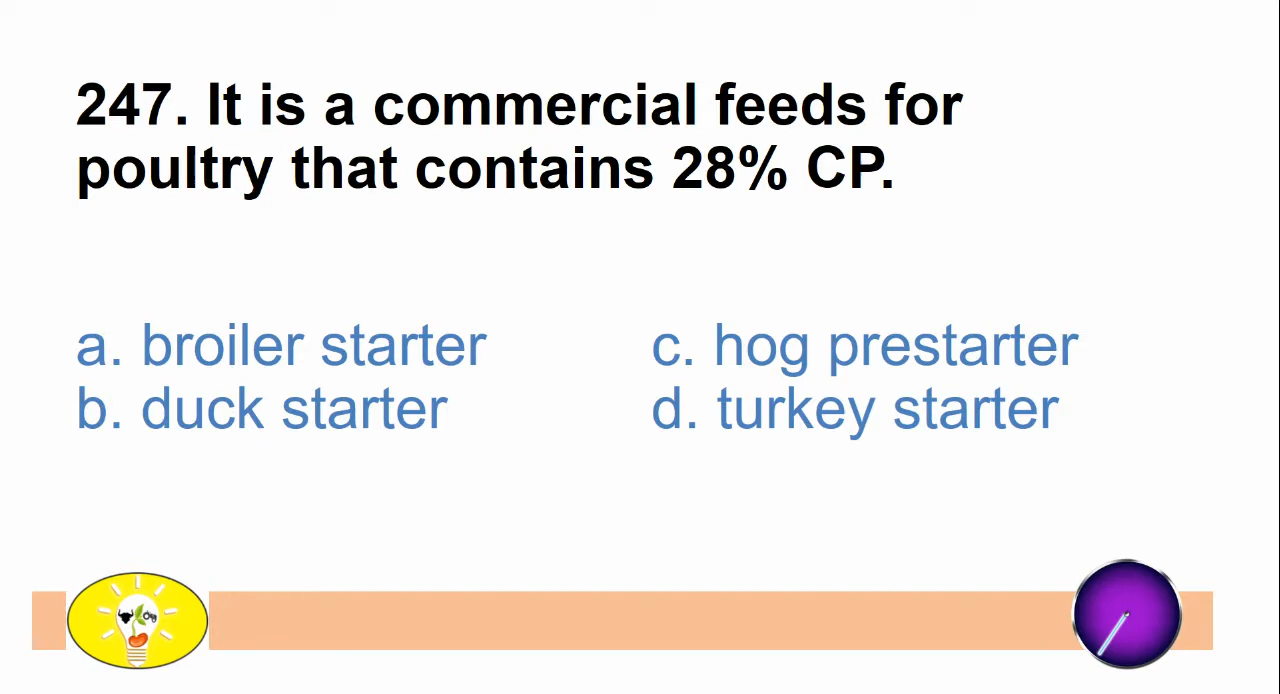 247. It is a commercial feeds for
poultry that contains 28% CP.
a. broiler starter
b. duck starter
c. hog prestarter
d. turkey starter